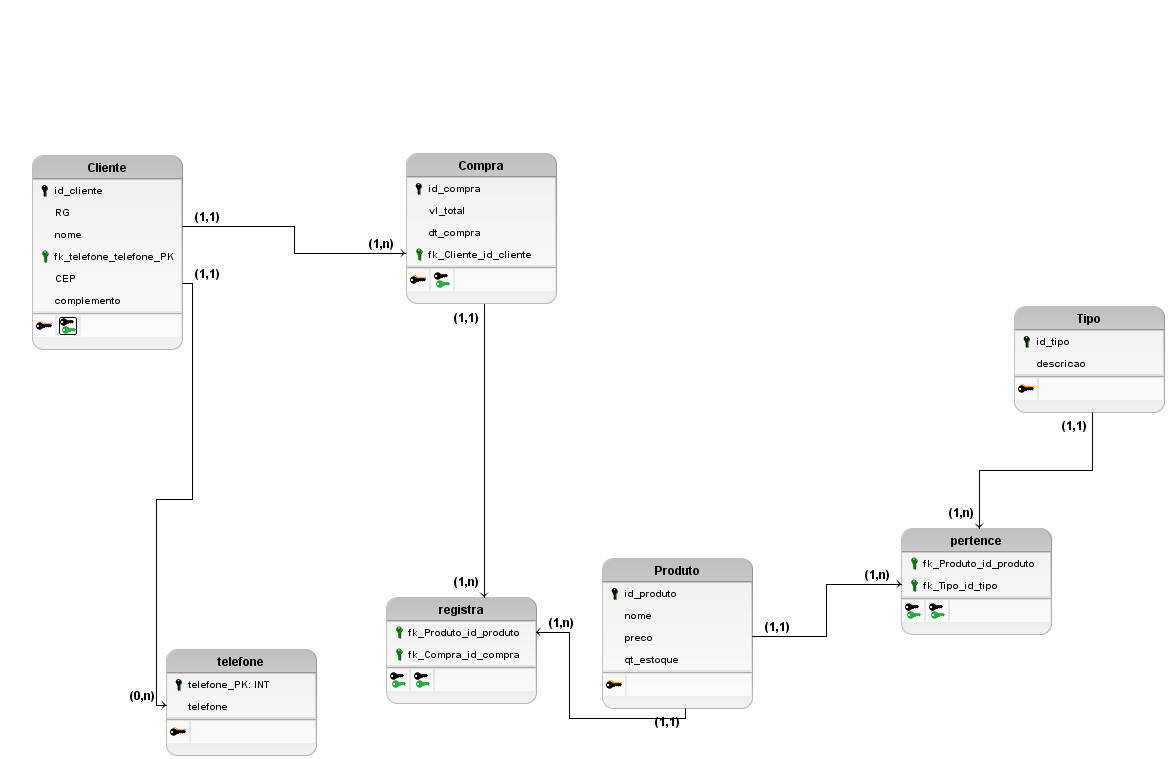 Cliente
id_cliente
RG
nome
fk_telefone_telefone_PK
CEP
complemento
(1,1)
(1,1)
(1,n)
Compra
id_compra
vl_total
dt_compra
fk_Cliente_id_cliente
(1,1)
(1,n)
Tipo
id_tipo
descricao
(1,1)
(1,n)
pertence
fk_Produto_id_produto
fk_Tipo_id_tipo
(1,n)
Produto
id_produto
nome
preco
qt_estoque
(1,1)
(1,1)
(1,n)
registra
fk_Produto_id_produto
fk_Compra_id_compra
telefone
telefone_PK: INT
telefone
(0,n)